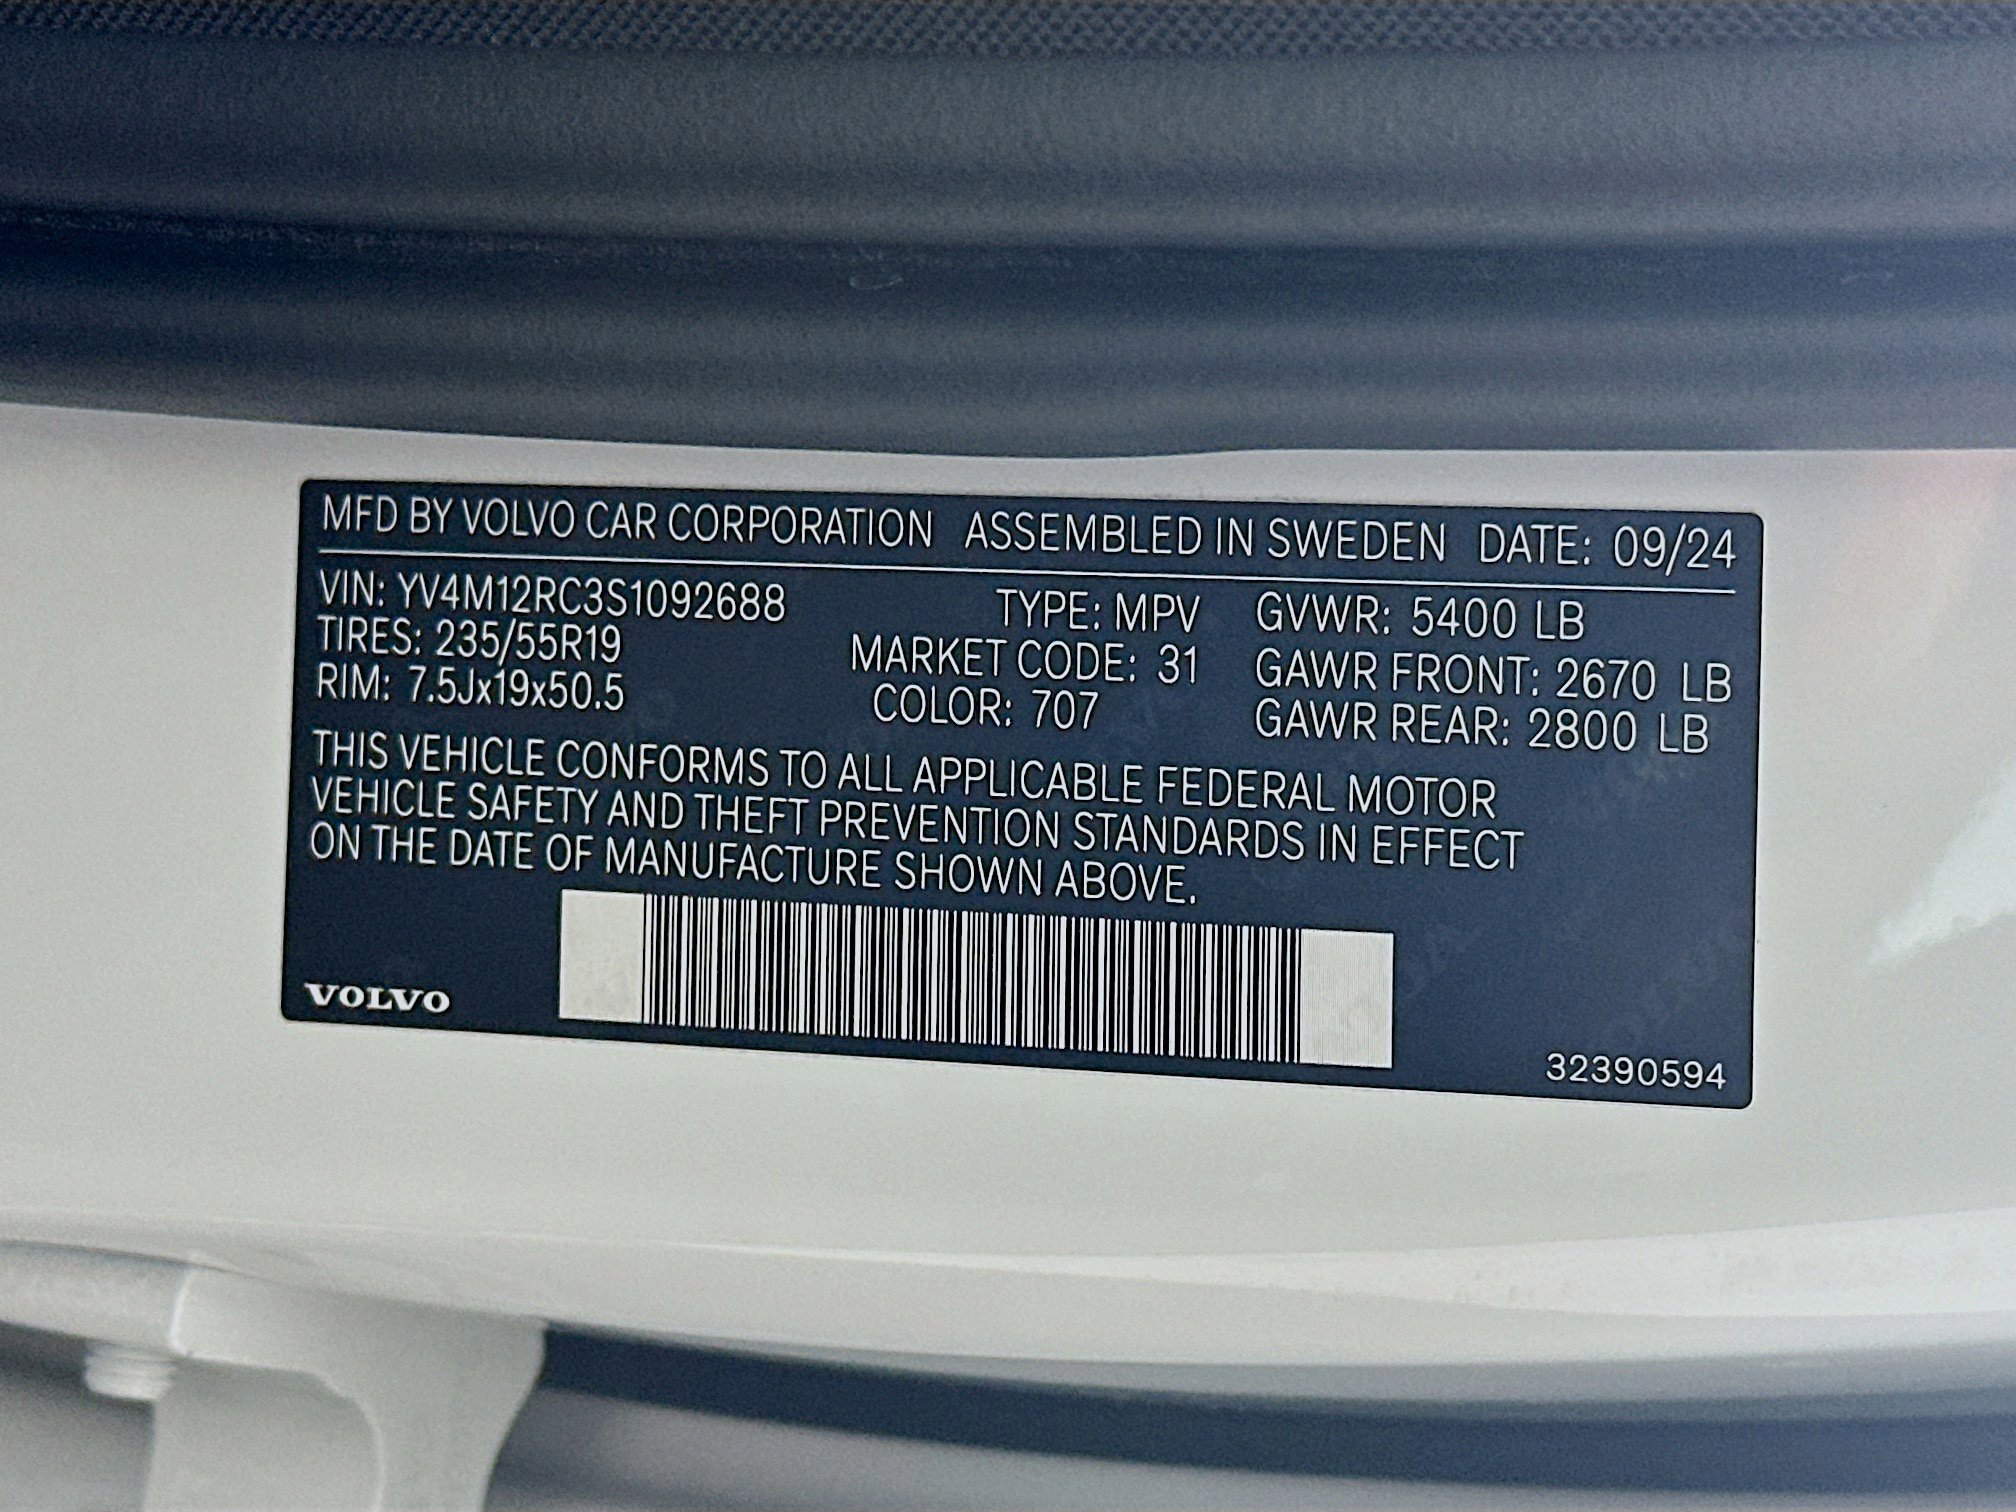 MFD BY VOLVO CAR CORPORATION ASSEMBLED IN SWEDEN DATE: 09/24
VIN: YV4M12RC3S1092688 TYPE: MPV GVWR: 5400 LB
TIRES: 235/55R19 MARKET CODE: 31 GAWR FRONT: 2670 LB
RIM: 7.5Jx19x50.5 COLOR: 707 GAWR REAR: 2800 LB
THIS VEHICLE CONFORMS TO ALL APPLICABLE FEDERAL MOTOR
VEHICLE SAFETY AND THEFT PREVENTION STANDARDS IN EFFECT
ON THE DATE OF MANUFACTURE SHOWN ABOVE.
VOLVO
32390594